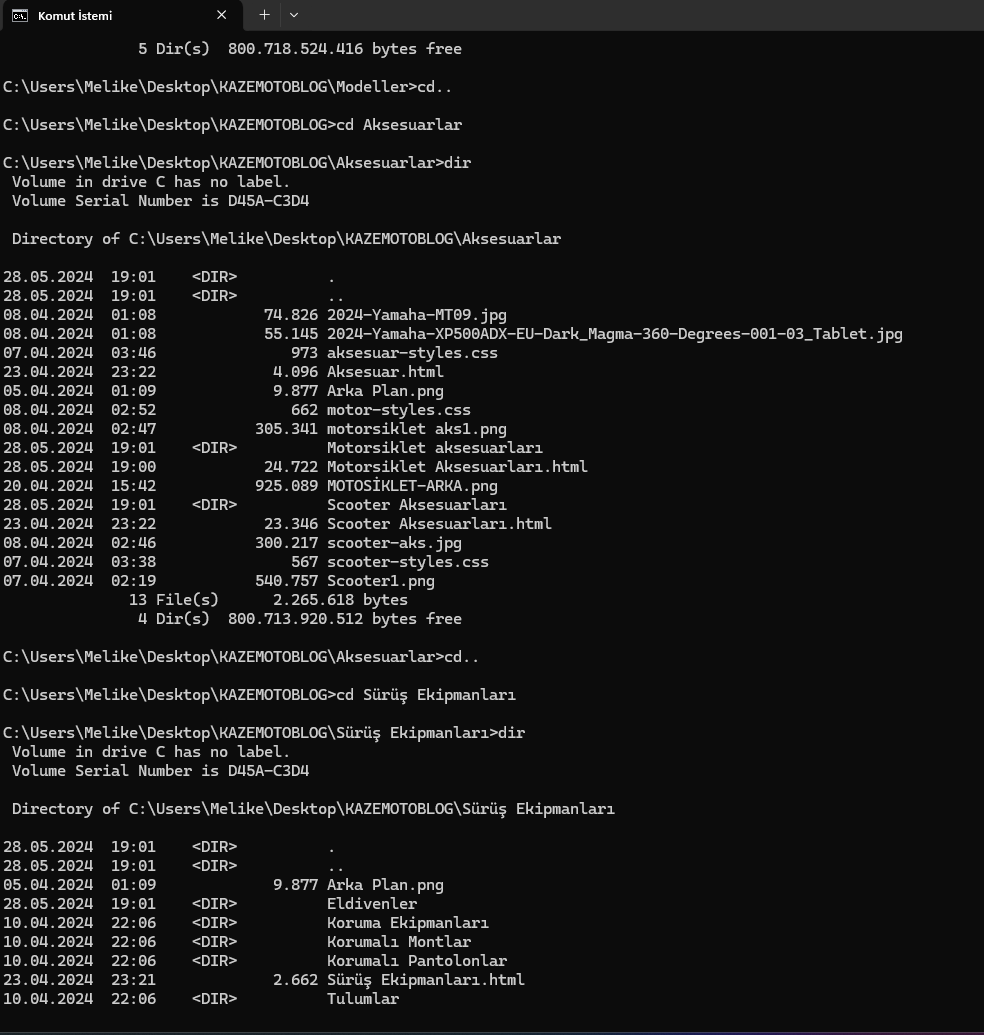 Komut İstemi
5 Dir(s)  800.718.524.416 bytes free
C:\Users\Melike\Desktop\KAZEMOTOBLOG\Modeller>cd..
C:\Users\Melike\Desktop\KAZEMOTOBLOG>cd Aksesuarlar
C:\Users\Melike\Desktop\KAZEMOTOBLOG\Aksesuarlar>dir
Volume in drive C has no label.
Volume Serial Number is D45A-C3D4
Directory of C:\Users\Melike\Desktop\KAZEMOTOBLOG\Aksesuarlar
28.05.2024  19:01    <DIR>          .
28.05.2024  19:01    <DIR>          ..
08.04.2024  01:08            74.826 2024-Yamaha-MT09.jpg
08.04.2024  01:08            55.145 2024-Yamaha-XP500ADX-EU-Dark_Magma-360-Degrees-001-03_Tablet.jpg
07.04.2024  03:46               973 aksesuar-styles.css
23.04.2024  23:22             4.096 Aksesuar.html
05.04.2024  01:09             9.877 Arka Plan.png
08.04.2024  02:52               662 motor-styles.css
08.04.2024  02:47           305.341 motorsiklet aks1.png
28.05.2024  19:01    <DIR>          Motorsiklet aksesuarları
28.05.2024  19:00            24.722 Motorsiklet Aksesuarları.html
20.04.2024  15:42           925.089 MOTOSİKLET-ARKA.png
28.05.2024  19:01    <DIR>          Scooter Aksesuarları
23.04.2024  23:22            23.346 Scooter Aksesuarları.html
08.04.2024  02:46           300.217 scooter-aks.jpg
07.04.2024  03:38               567 scooter-styles.css
07.04.2024  02:19           540.757 Scooter1.png
13 File(s)      2.265.618 bytes
4 Dir(s)  800.713.920.512 bytes free
C:\Users\Melike\Desktop\KAZEMOTOBLOG\Aksesuarlar>cd..
C:\Users\Melike\Desktop\KAZEMOTOBLOG>cd Sürüş Ekipmanları
C:\Users\Melike\Desktop\KAZEMOTOBLOG\Sürüş Ekipmanları>dir
Volume in drive C has no label.
Volume Serial Number is D45A-C3D4
Directory of C:\Users\Melike\Desktop\KAZEMOTOBLOG\Sürüş Ekipmanları
28.05.2024  19:01    <DIR>          .
28.05.2024  19:01    <DIR>          ..
05.04.2024  01:09             9.877 Arka Plan.png
28.05.2024  19:01    <DIR>          Eldivenler
10.04.2024  22:06    <DIR>          Koruma Ekipmanları
10.04.2024  22:06    <DIR>          Korumalı Montlar
10.04.2024  22:06    <DIR>          Korumalı Pantolonlar
23.04.2024  23:21             2.662 Sürüş Ekipmanları.html
10.04.2024  22:06    <DIR>          Tulumlar